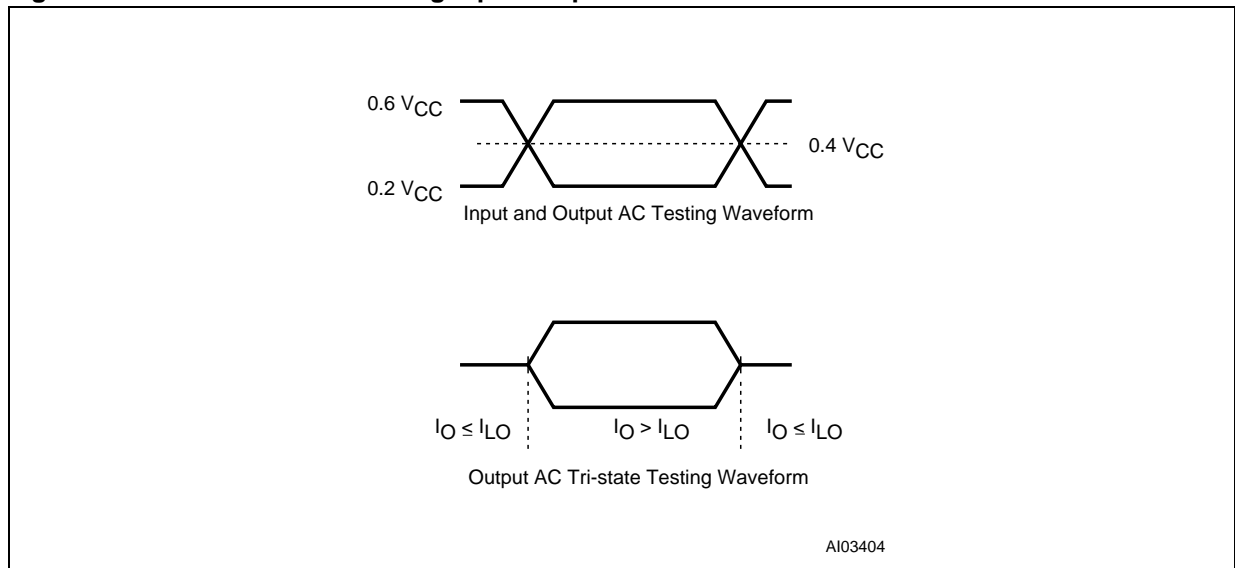 0.6 VCC
0.4 VCC
0.2 VCC
Input and Output AC Testing Waveform
IO ≤ ILO IO > ILO IO ≤ ILO
Output AC Tri-state Testing Waveform
AI03404